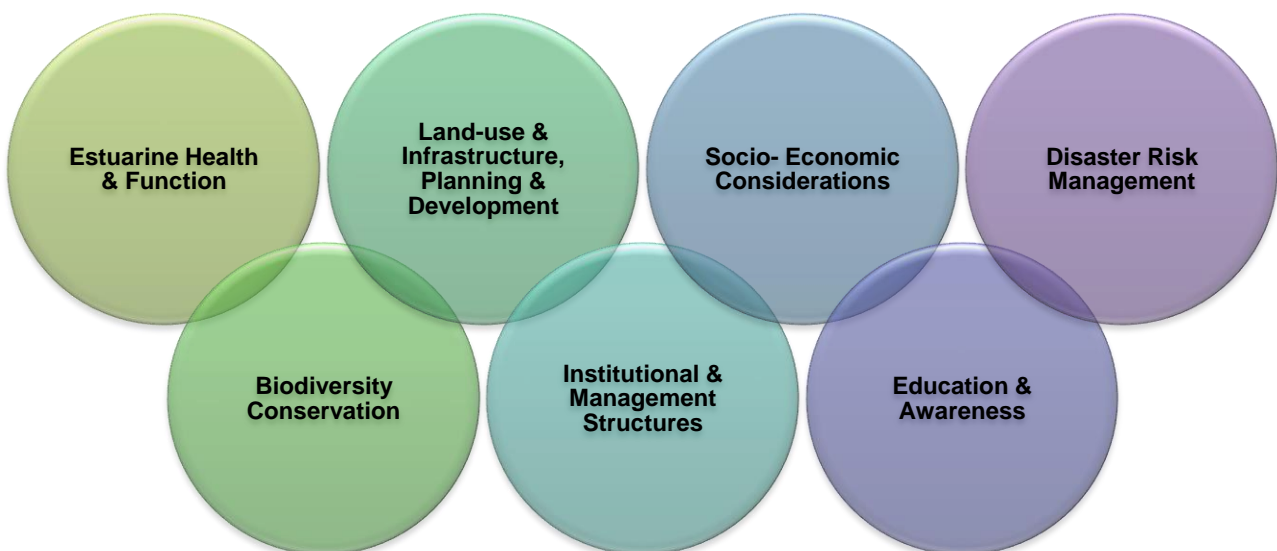 Estuarine Health
& Function
Land-use &
Infrastructure,
Planning &
Development
Socio- Economic
Considerations
Disaster Risk
Management
Biodiversity
Conservation
Institutional &
Management
Structures
Education &
Awareness